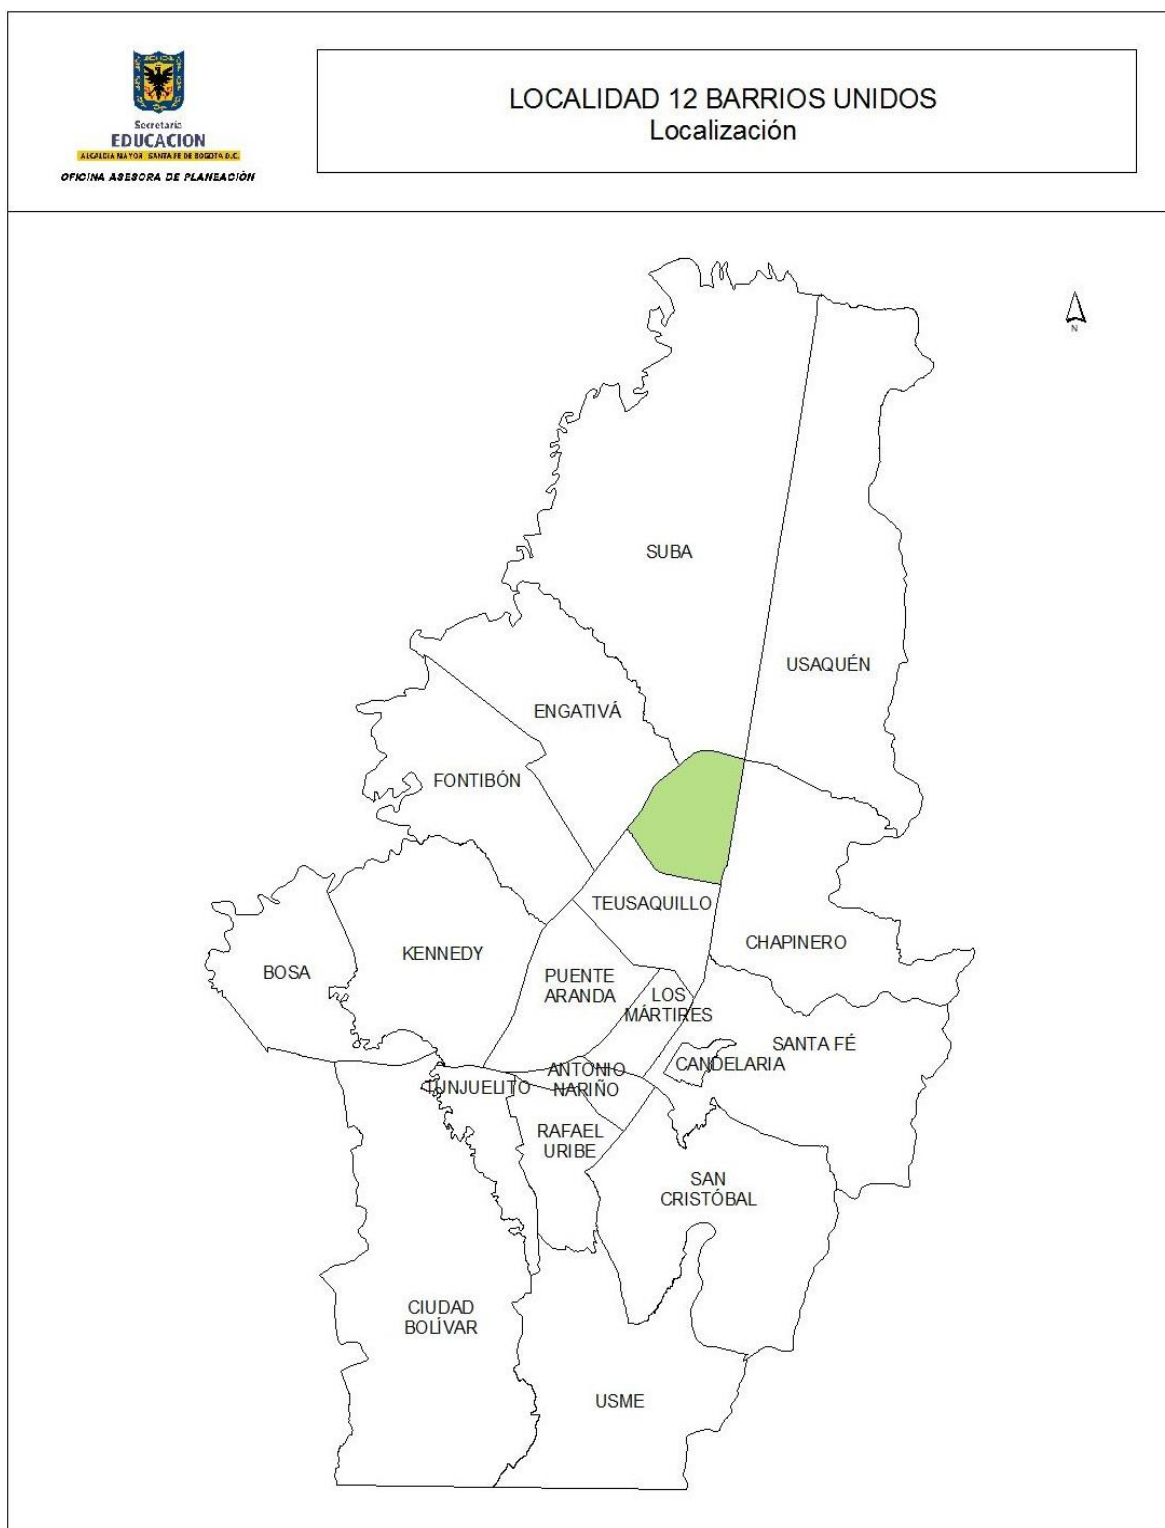 Secretaría
EDUCACION
ALCALDIA MAYOR SANTA FE DE BOGOTA D.C.
OFICINA ASESORA DE PLANEACIÓN
LOCALIDAD 12 BARRIOS UNIDOS
Localización
N
SUBA
USAQUÉN
ENGATIVÁ
FONTIBÓN
TEUSAQUILLO
CHAPINERO
KENNEDY
BOSA
PUENTE
ARANDA
LOS
MÁRTIRES
SANTA FÉ
CANDELARIA
ANTONIO
NARIÑO
TUNJUELITO
RAFAEL
URIBE
SAN
CRISTÓBAL
CIUDAD
BOLÍVAR
USME